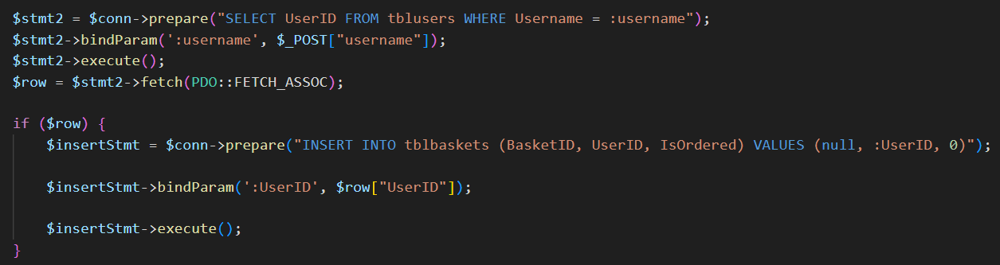 $stmt2 = $conn->prepare("SELECT UserID FROM tblusers WHERE Username = :username");
$stmt2->bindParam(':username', $_POST["username"]);
$stmt2->execute();
$row = $stmt2->fetch(PDO::FETCH_ASSOC);
if ($row) {
$insertStmt = $conn->prepare("INSERT INTO tblbaskets (BasketID, UserID, IsOrdered) VALUES (null, :UserID, 0)");
$insertStmt->bindParam(':UserID', $row["UserID"]);
$insertStmt->execute();
}